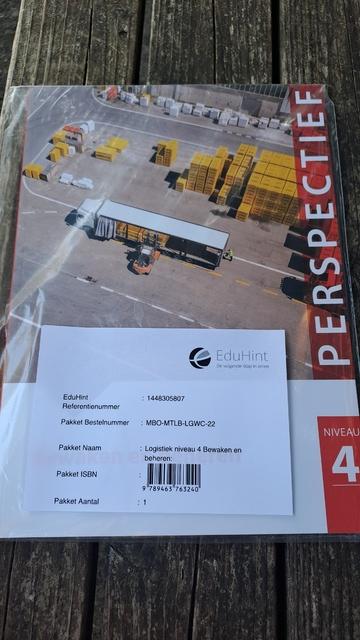 PERSPECTIEF
EduHint
De volgende stap in leren
EduHint
Referentienummer : 1448305807
Pakket Bestelnummer : MBO-MTLB-LGWC-22
Pakket Naam : Logistiek niveau 4 Bewaken en
beheren:
Pakket ISBN :
9 789463 763240
Pakket Aantal : 1
NIVEAU
4